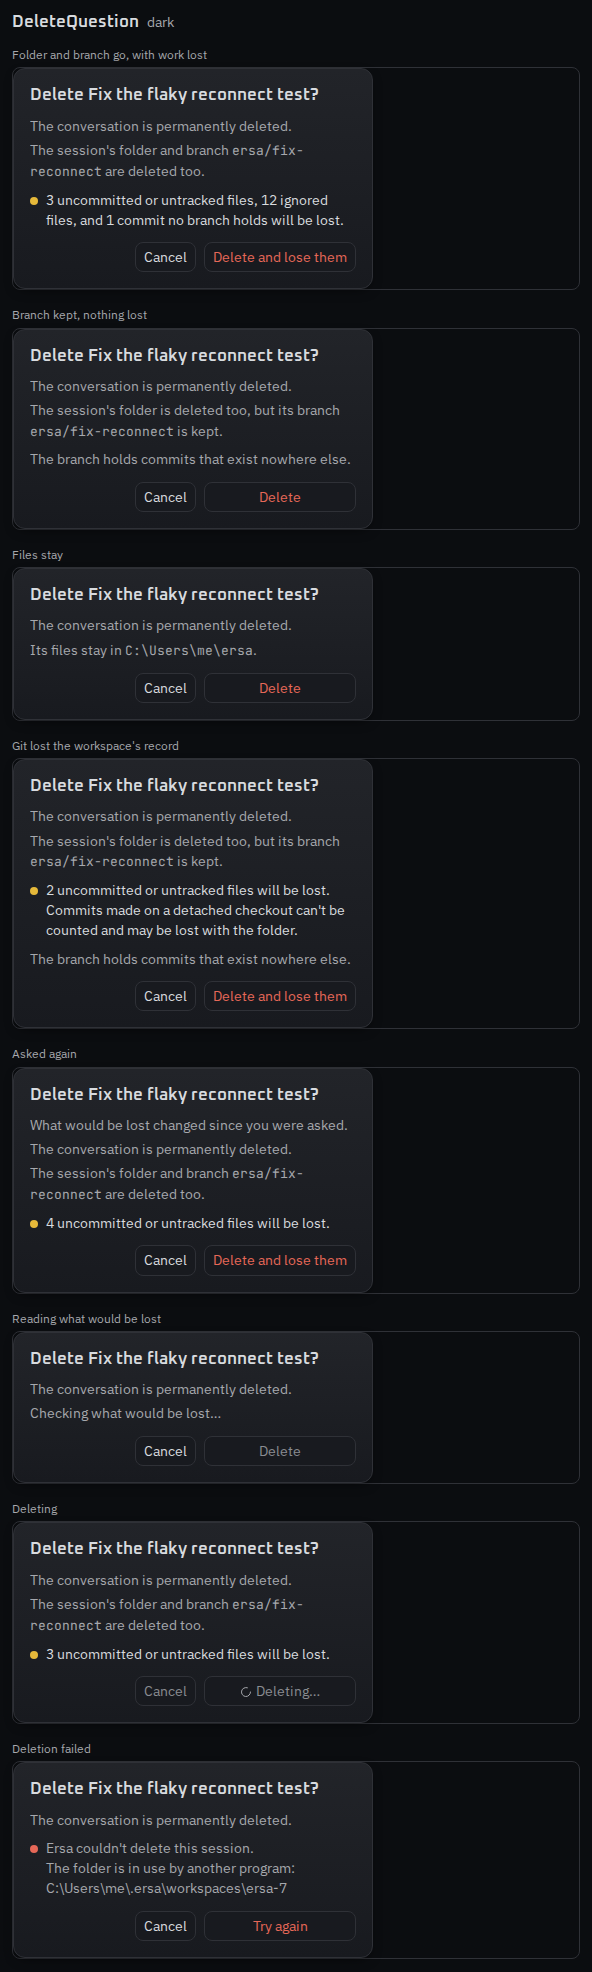 DeleteQuestion dark
Folder and branch go, with work lost
Delete Fix the flaky reconnect test?
The conversation is permanently deleted.
The session's folder and branch ersa/fix-
reconnect are deleted too.
3 uncommitted or untracked files, 12 ignored
files, and 1 commit no branch holds will be lost.
Cancel Delete and lose them
Branch kept, nothing lost
Delete Fix the flaky reconnect test?
The conversation is permanently deleted.
The session's folder is deleted too, but its branch
ersa/fix-reconnect is kept.
The branch holds commits that exist nowhere else.
Cancel Delete
Files stay
Delete Fix the flaky reconnect test?
The conversation is permanently deleted.
Its files stay in C:\Users\me\ersa.
Cancel Delete
Git lost the workspace's record
Delete Fix the flaky reconnect test?
The conversation is permanently deleted.
The session's folder is deleted too, but its branch
ersa/fix-reconnect is kept.
2 uncommitted or untracked files will be lost.
Commits made on a detached checkout can't be
counted and may be lost with the folder.
The branch holds commits that exist nowhere else.
Cancel Delete and lose them
Asked again
Delete Fix the flaky reconnect test?
What would be lost changed since you were asked.
The conversation is permanently deleted.
The session's folder and branch ersa/fix-
reconnect are deleted too.
4 uncommitted or untracked files will be lost.
Cancel Delete and lose them
Reading what would be lost
Delete Fix the flaky reconnect test?
The conversation is permanently deleted.
Checking what would be lost...
Cancel Delete
Deleting
Delete Fix the flaky reconnect test?
The conversation is permanently deleted.
The session's folder and branch ersa/fix-
reconnect are deleted too.
3 uncommitted or untracked files will be lost.
Cancel Deleting...
Deletion failed
Delete Fix the flaky reconnect test?
The conversation is permanently deleted.
Ersa couldn't delete this session.
The folder is in use by another program:
C:\Users\me\.ersa\workspaces\ersa-7
Cancel Try again